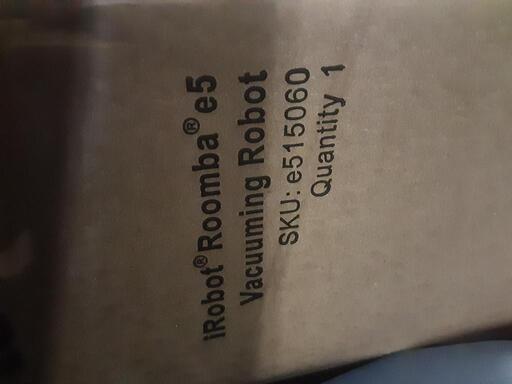 iRobot® Roomba® e5
Vacuuming Robot
SKU: e515060
Quantity 1